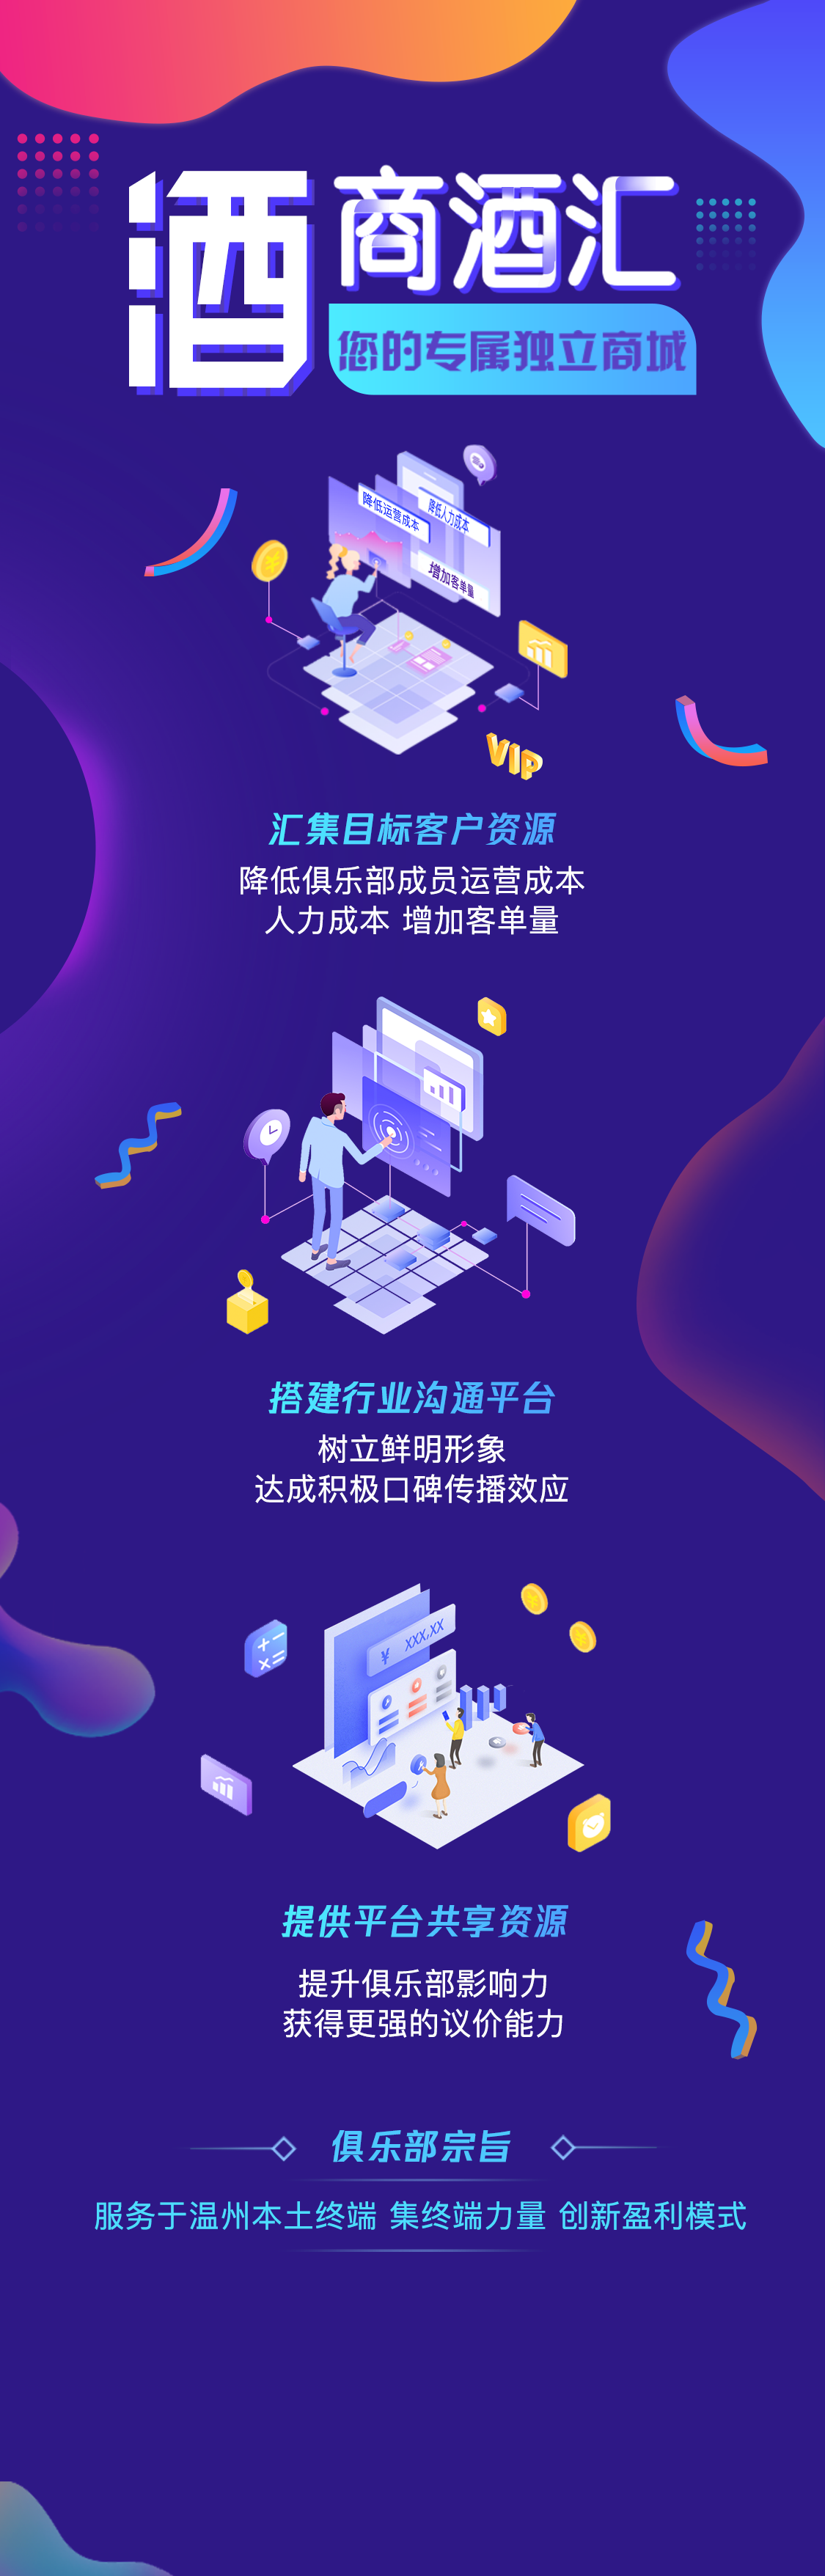 酒
商酒汇
您的专属独立商城
降低运营成本
降低人力成本
增加客单量
VIP
汇集目标客户资源
降低俱乐部成员运营成本
人力成本 增加客单量
搭建行业沟通平台
树立鲜明形象
达成积极口碑传播效应
¥ XXX,XX
提供平台共享资源
提升俱乐部影响力
获得更强的议价能力
俱乐部宗旨
服务于温州本土终端 集终端力量 创新盈利模式